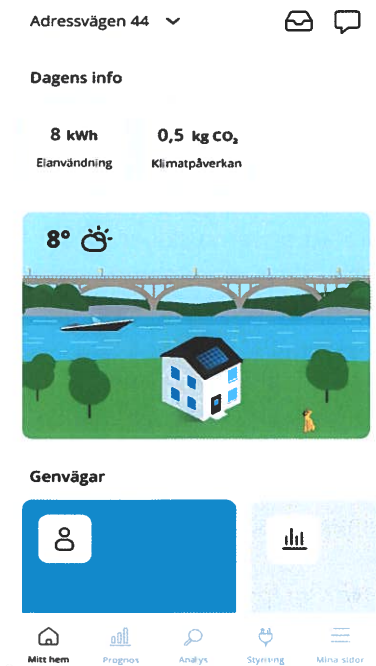 Adressvägen 44
Dagens info
8 kWh
Elanvändning
0,5 kg CO₂
Klimatpåverkan
8°
Genvägar
Mitt hem
Prognos
Analys
Styrning
Mina sidor